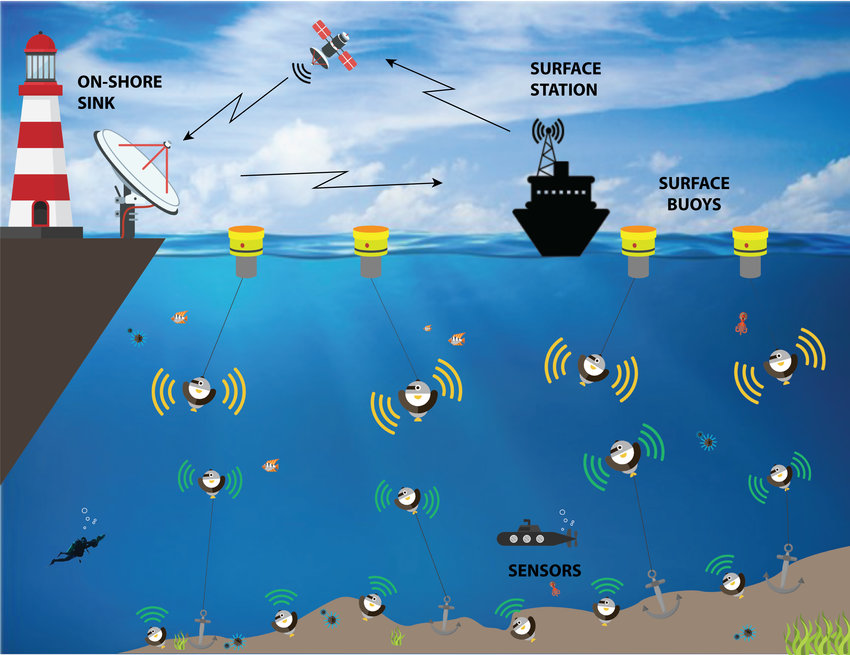 ON-SHORE
SINK
SURFACE
STATION
SURFACE
BUOYS
SENSORS